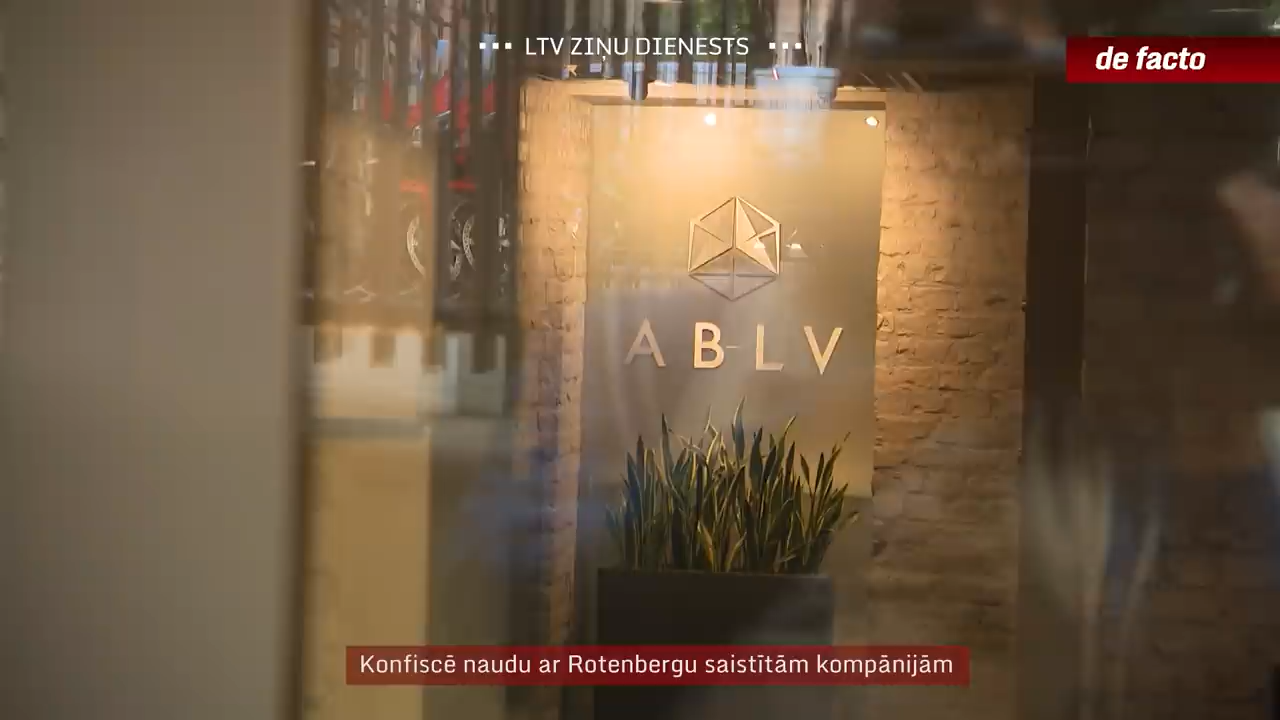 LTV ZIŅU DIENESTS
de facto
ABLV
Konfiscē naudu ar Rotenbergu saistītām kompānijām